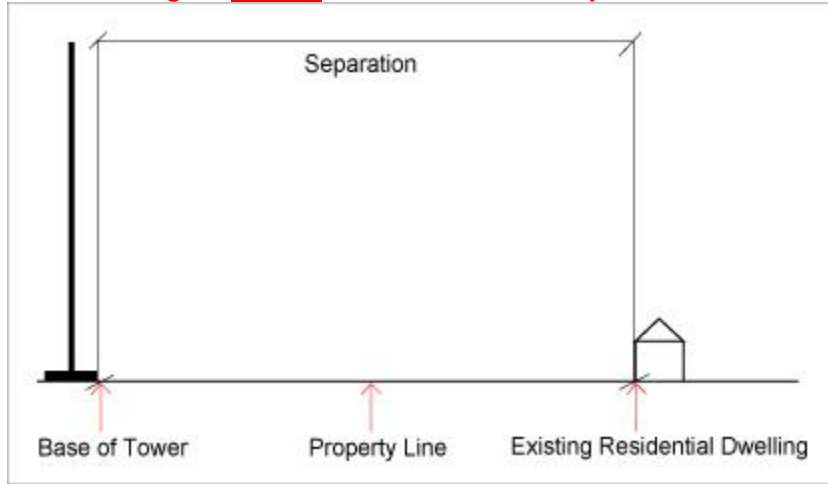 Separation
Base of Tower
Property Line
Existing Residential Dwelling